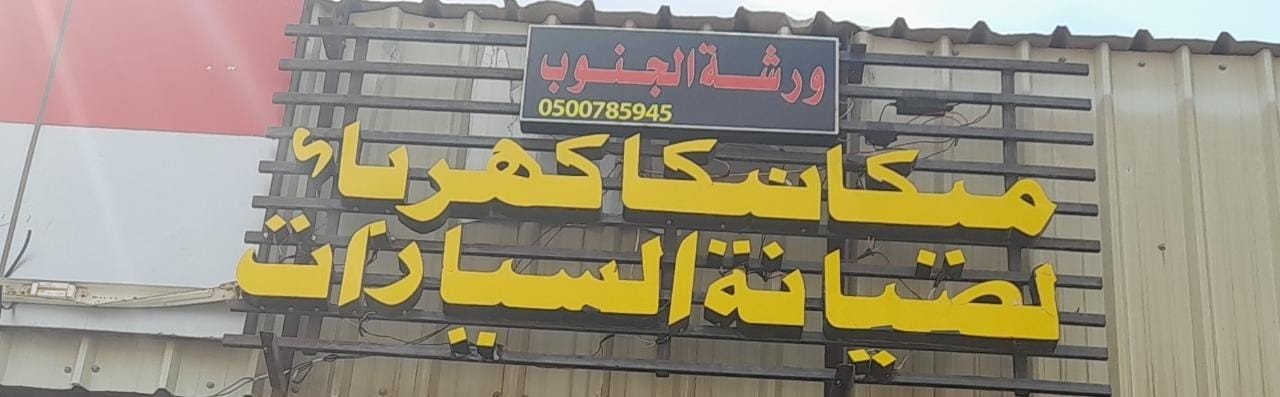 ورشة الجنوب
0500785945
ميكانيكا كهرباء
لصيانة السيارات